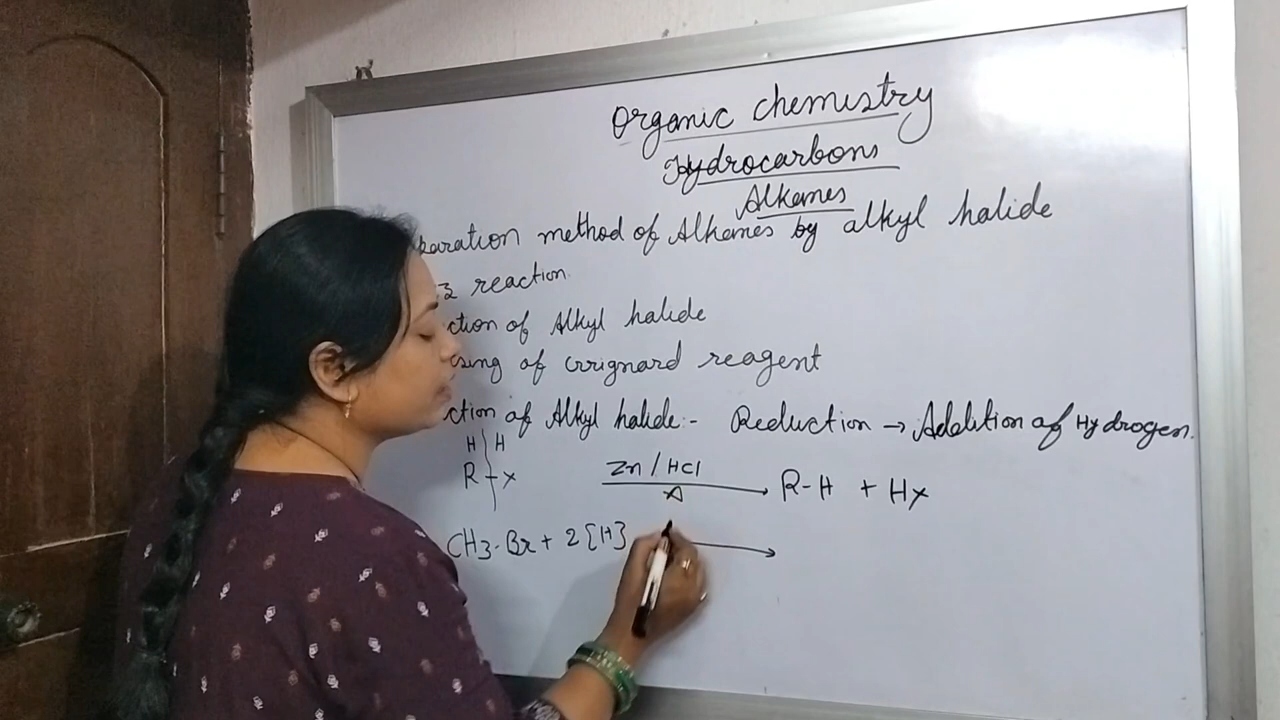 Organic chemistry
Hydrocarbons
Alkanes
paration method of Alkanes by alkyl halide
z reaction.
ction of Alkyl halide
sing of Grignard reagent
ction of Alkyl halide:- Reduction → Addition of Hydrogen.
H H
R-X Zn/HCl Δ → R-H + HX
CH3-Br + 2{H} →